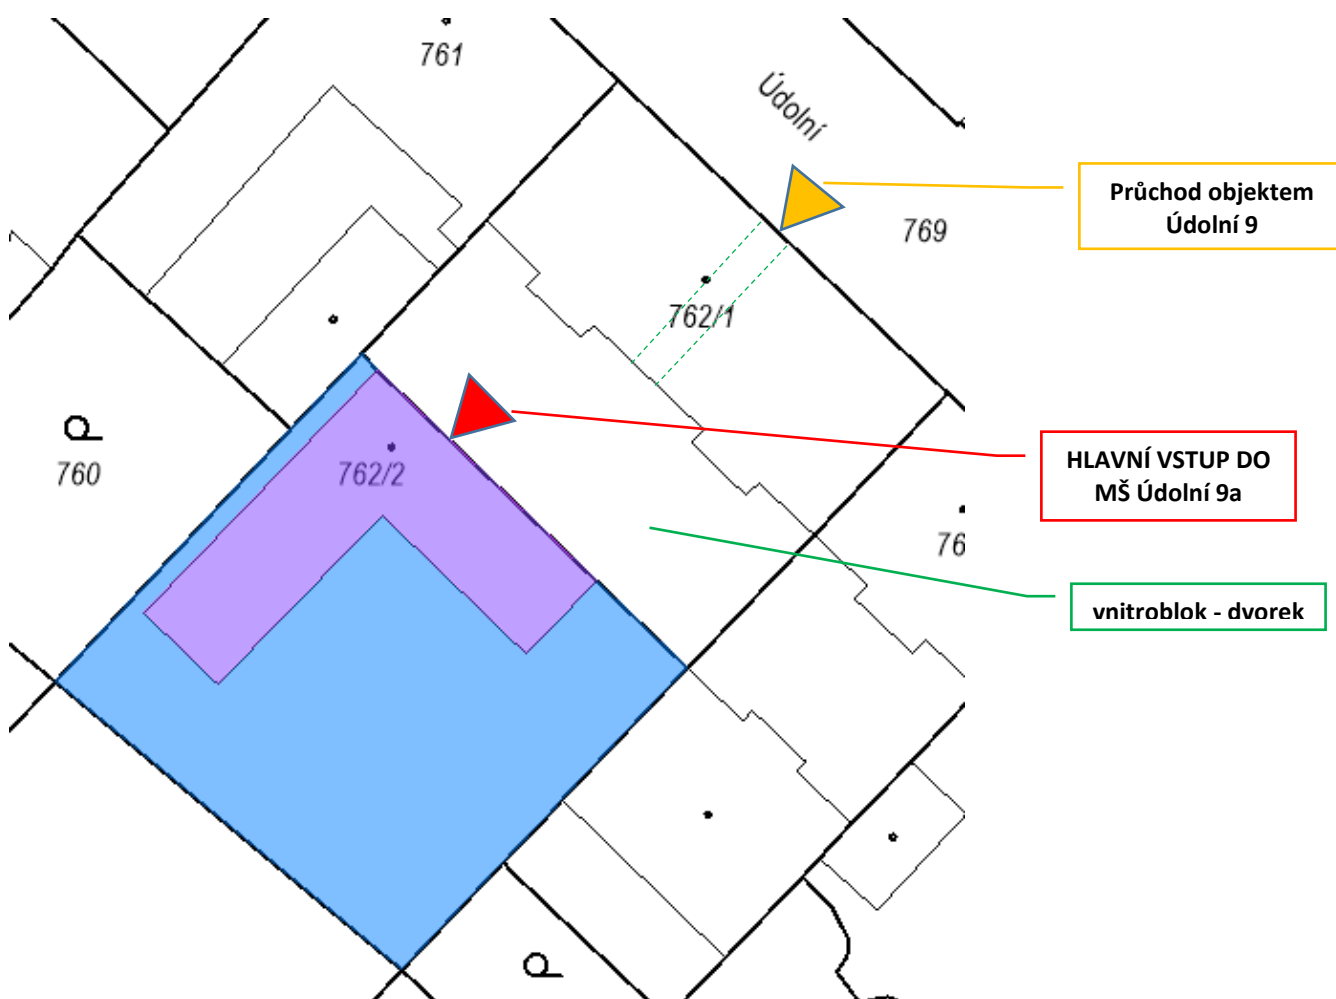 761
Údolní
Průchod objektem
Údolní 9
769
762/1
HLAVNÍ VSTUP DO
MŠ Údolní 9a
760
762/2
76
vnitroblok - dvorek